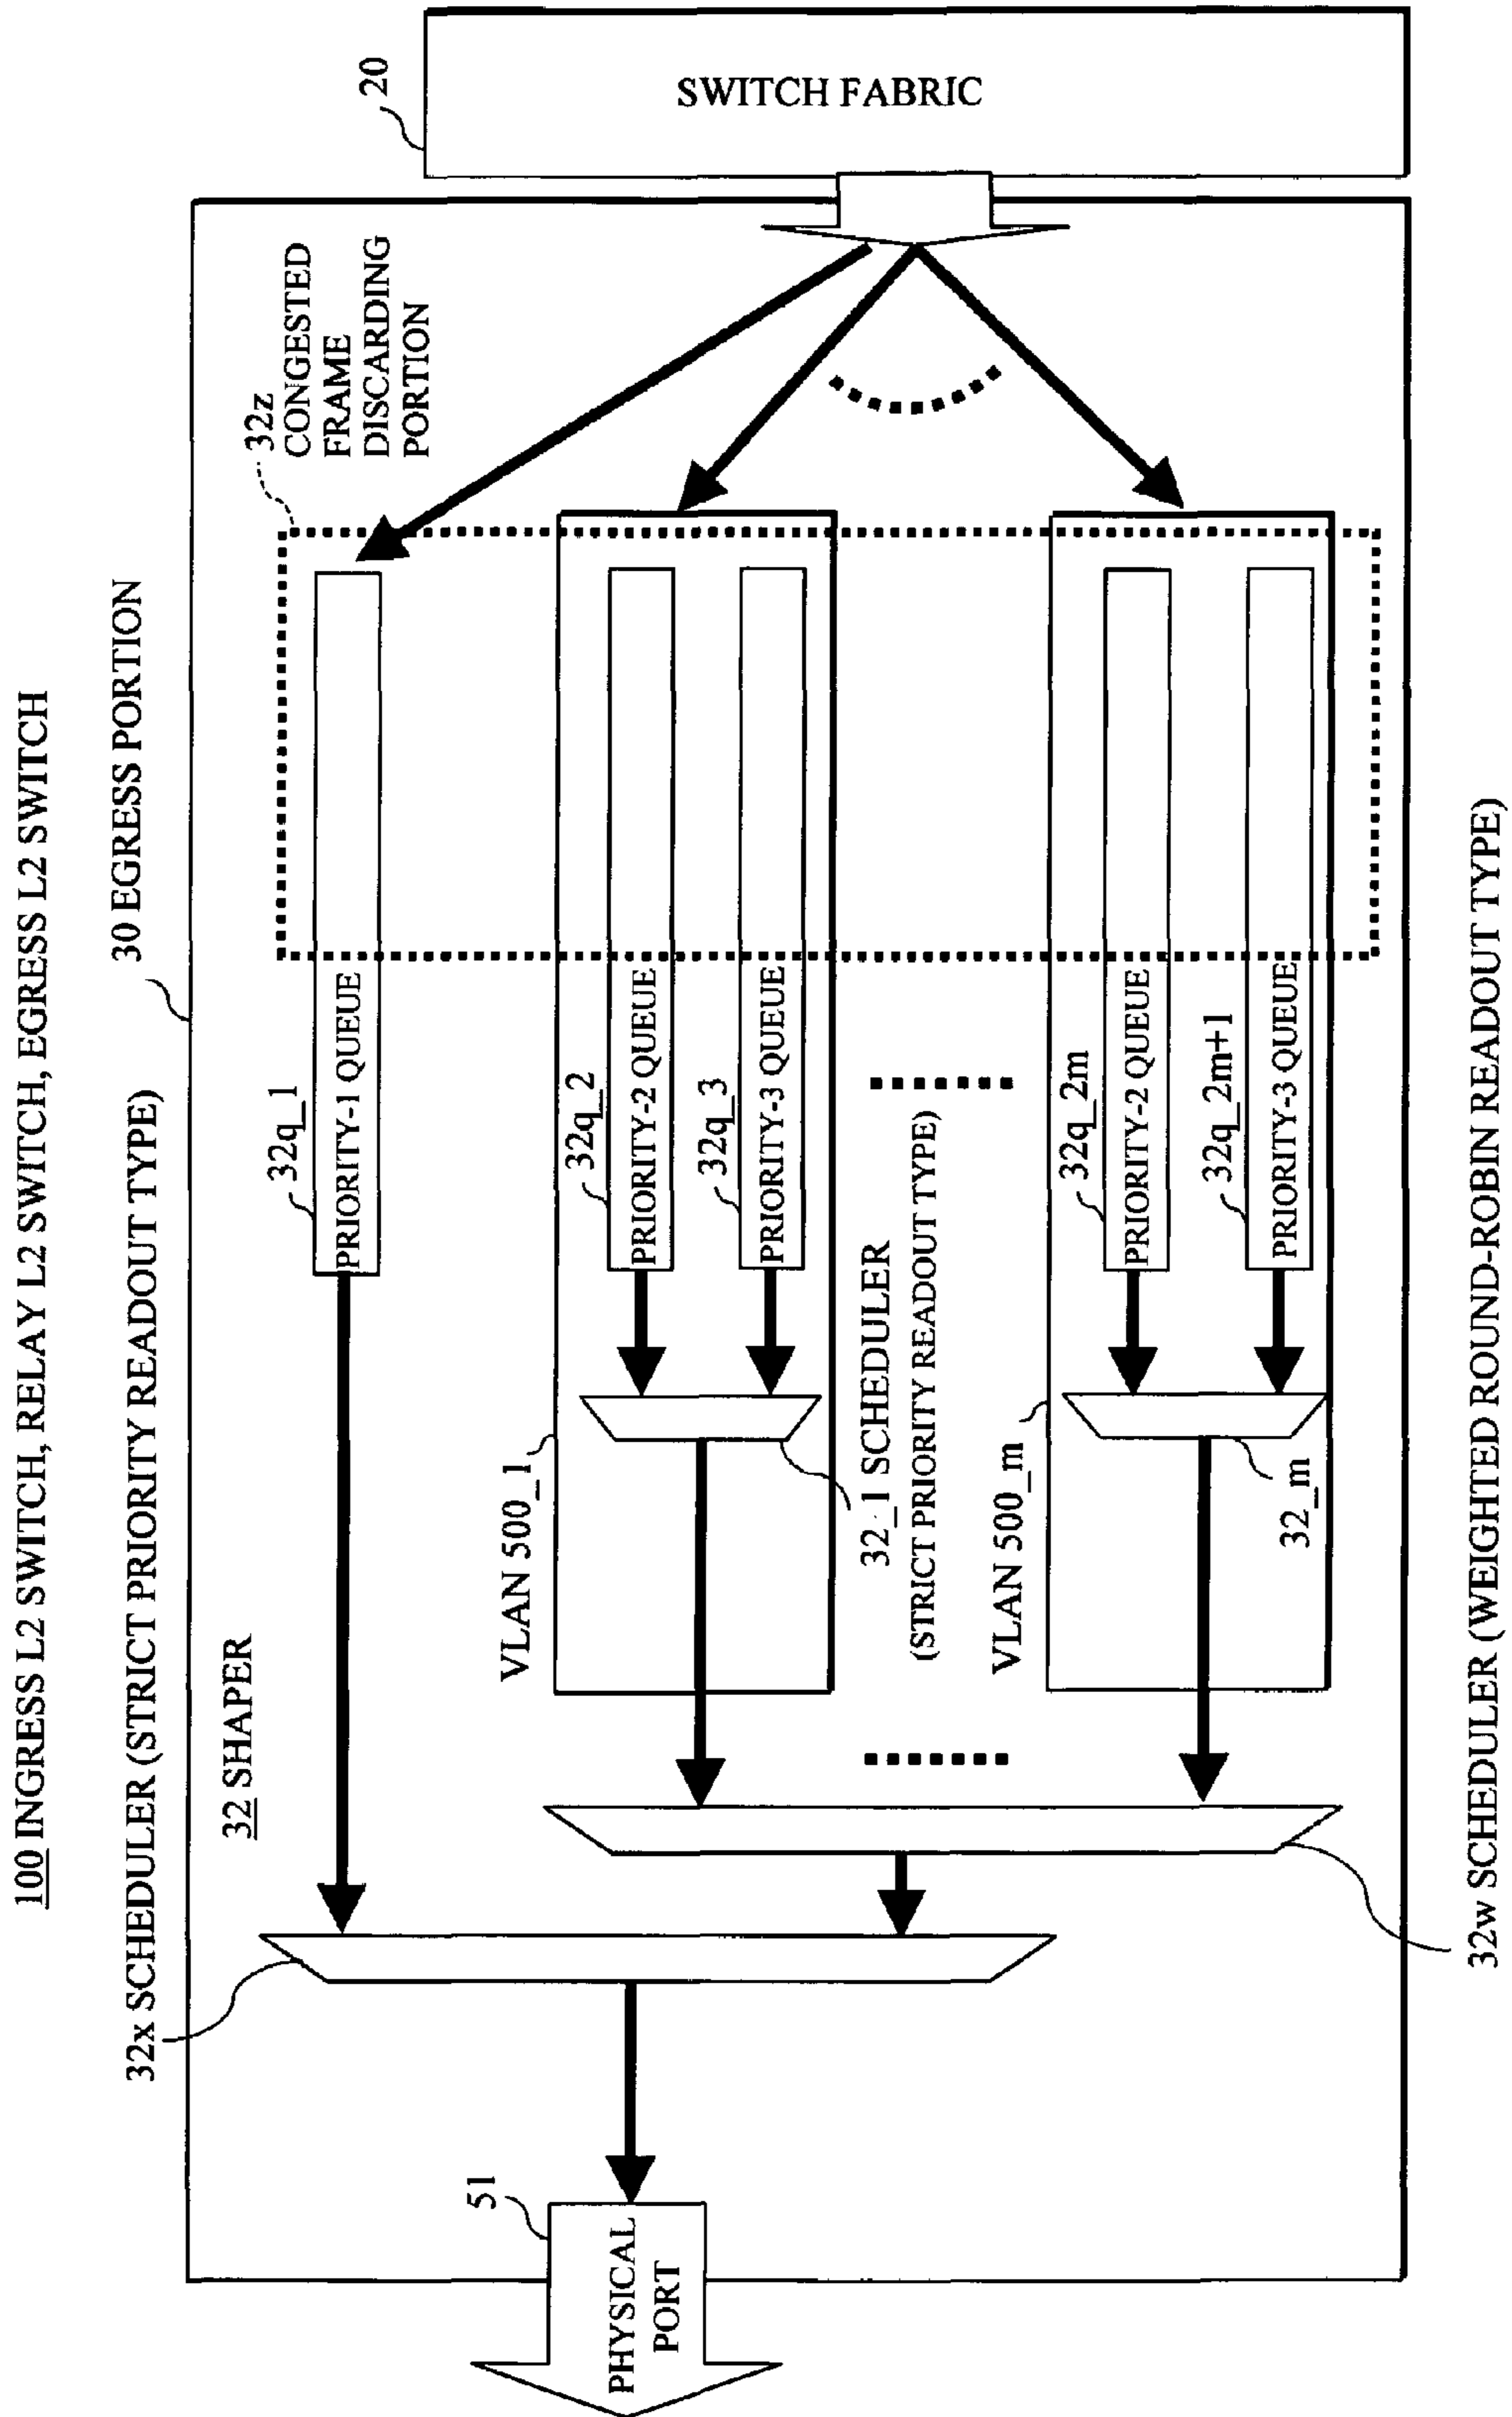 100 INGRESS L2 SWITCH, RELAY L2 SWITCH, EGRESS L2 SWITCH
30 EGRESS PORTION
32x SCHEDULER (STRICT PRIORITY READOUT TYPE)
32 SHAPER
32z
CONGESTED
FRAME
DISCARDING
PORTION
20
SWITCH FABRIC
32q_1
PRIORITY-1 QUEUE
VLAN 500_1
32q_2
PRIORITY-2 QUEUE
32q_3
PRIORITY-3 QUEUE
32_1 SCHEDULER
(STRICT PRIORITY READOUT TYPE)
VLAN 500_m
32q_2m
PRIORITY-2 QUEUE
32q_2m+1
PRIORITY-3 QUEUE
32_m
51
PHYSICAL
PORT
32w SCHEDULER (WEIGHTED ROUND-ROBIN READOUT TYPE)